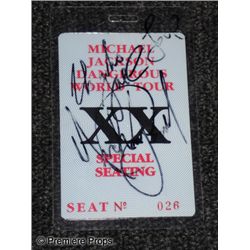 MICHAEL
JACKSON
DANGEROUS
WORLD TOUR
XX
SPECIAL
SEATING
SEAT Nº 026
© Premiere Props